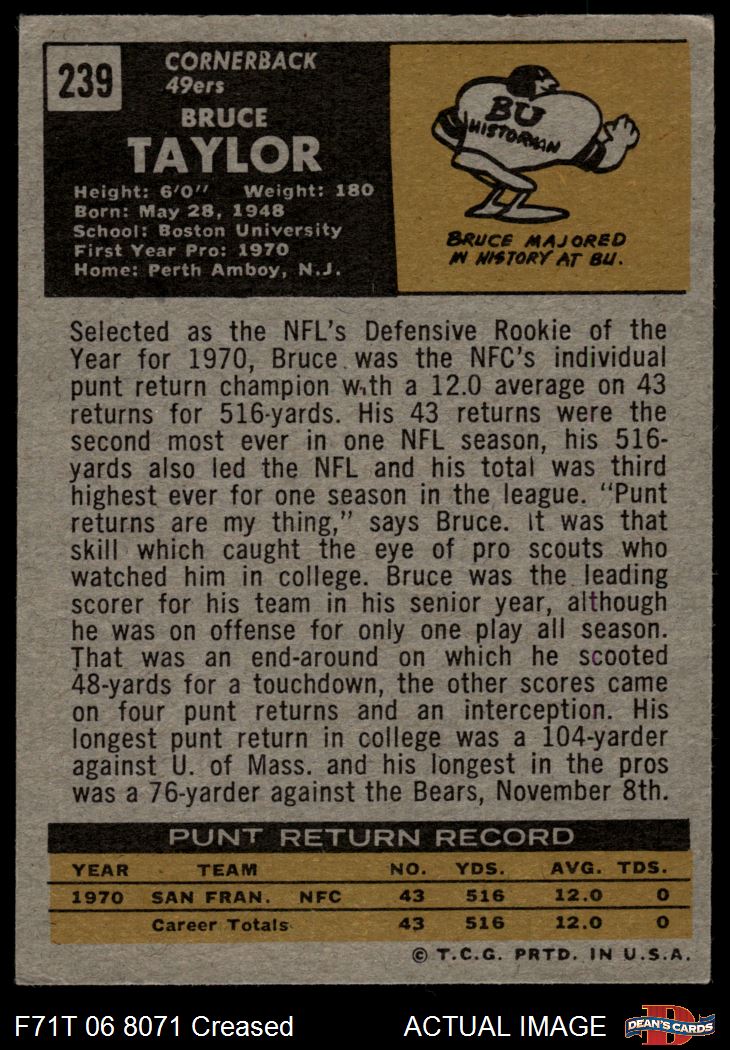 239
CORNERBACK
49ers
BRUCE
TAYLOR
Height: 6'0" Weight: 180
Born: May 28, 1948
School: Boston University
First Year Pro: 1970
Home: Perth Amboy, N.J.
BU
HISTORMAN
BRUCE MAJORED
IN HISTORY AT BU.
Selected as the NFL's Defensive Rookie of the
Year for 1970, Bruce was the NFC's individual
punt return champion with a 12.0 average on 43
returns for 516-yards. His 43 returns were the
second most ever in one NFL season, his 516-
yards also led the NFL and his total was third
highest ever for one season in the league. "Punt
returns are my thing," says Bruce. It was that
skill which caught the eye of pro scouts who
watched him in college. Bruce was the leading
scorer for his team in his senior year, although
he was on offense for only one play all season.
That was an end-around on which he scooted
48-yards for a touchdown, the other scores came
on four punt returns and an interception. His
longest punt return in college was a 104-yarder
against U. of Mass. and his longest in the pros
was a 76-yarder against the Bears, November 8th.
PUNT RETURN RECORD
YEAR TEAM NO. YDS. AVG. TDS.
1970 SAN FRAN. NFC 43 516 12.0 0
Career Totals 43 516 12.0 0
© T.C.G. PRTD. IN U.S.A.
F71T 06 8071 Creased ACTUAL IMAGE
D
DEAN'S CARDS